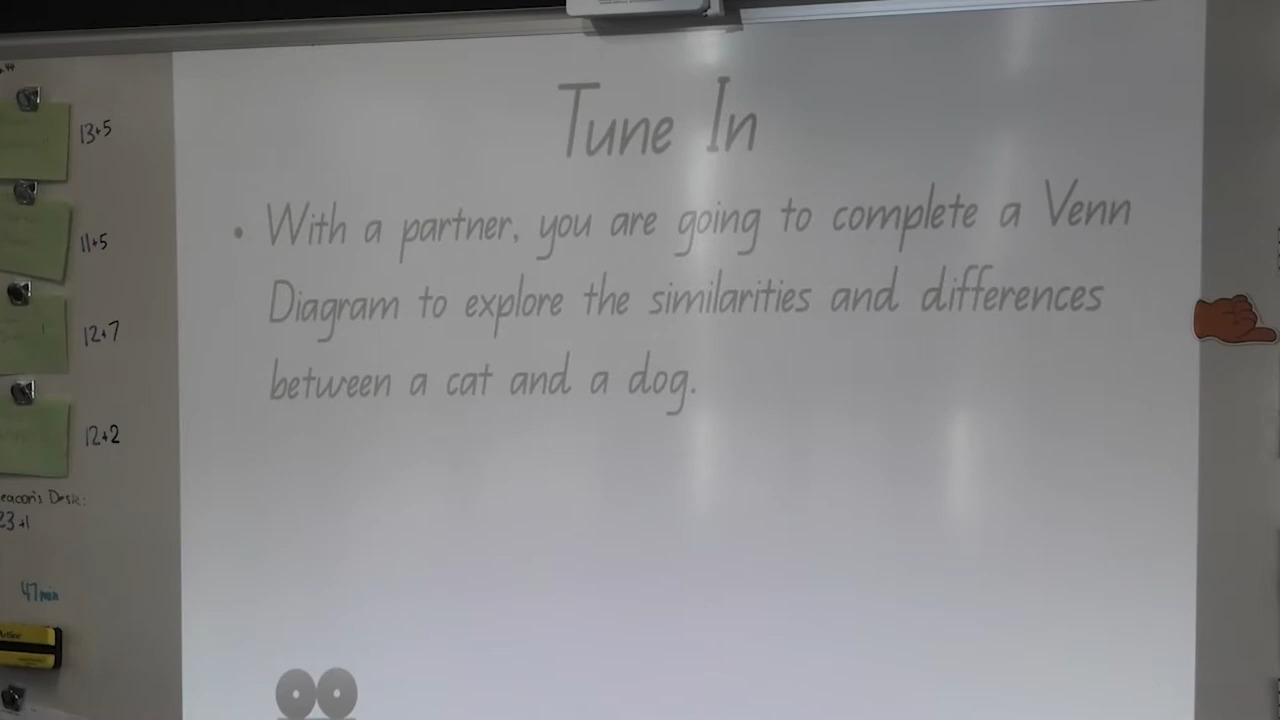 Tune In
• With a partner, you are going to complete a Venn
Diagram to explore the similarities and differences
between a cat and a dog.
13+5
11+5
12+7
12+2
Desk:
23+1
47min